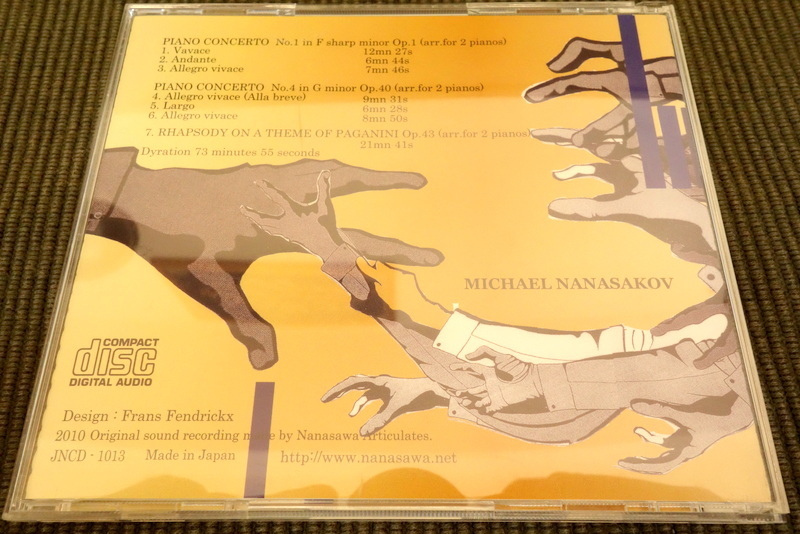 PIANO CONCERTO No.1 in F sharp minor Op.1 (arr.for 2 pianos)
1. Vavace 12mn 27s
2. Andante 6mn 44s
3. Allegro vivace 7mn 46s
PIANO CONCERTO No.4 in G minor Op.40 (arr.for 2 pianos)
4. Allegro vivace (Alla breve) 9mn 31s
5. Largo 6mn 28s
6. Allegro vivace 8mn 50s
7. RHAPSODY ON A THEME OF PAGANINI Op.43 (arr.for 2 pianos)
21mn 41s
Dyration 73 minutes 55 seconds
MICHAEL NANASAKOV
COMPACT
disc
DIGITAL AUDIO
Design : Frans Fendrickx
2010 Original sound recording made by Nanasawa Articulates.
JNCD - 1013 Made in Japan http://www.nanasawa.net